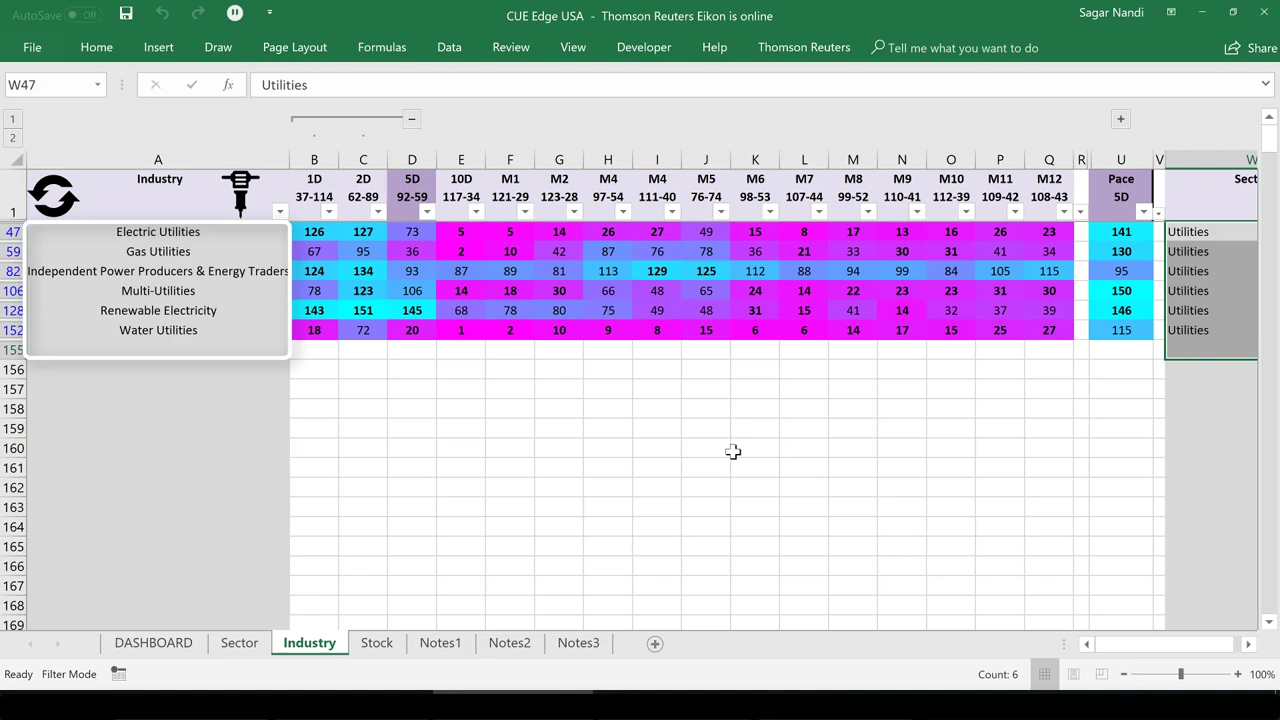 AutoSave Off CUE Edge USA - Thomson Reuters Eikon is online Sagar Nandi
File Home Insert Draw Page Layout Formulas Data Review View Developer Help Thomson Reuters Tell me what you want to do Share
W47 fx Utilities
1
2
A B C D E F G H I J K L M N O P Q R U V W
Industry 1D 2D 5D 10D M1 M2 M4 M4 M5 M6 M7 M8 M9 M10 M11 M12 Pace Sect
1 37-114 62-89 92-59 117-34 121-29 123-28 97-54 111-40 76-74 98-53 107-44 99-52 110-41 112-39 109-42 108-43 5D
47 Electric Utilities 126 127 73 5 5 14 26 27 49 15 8 17 13 16 26 23 141 Utilities
59 Gas Utilities 67 95 36 2 10 42 87 76 78 36 21 33 30 31 41 34 130 Utilities
82 Independent Power Producers & Energy Traders 124 134 93 87 89 81 113 129 125 112 88 94 99 84 105 115 95 Utilities
106 Multi-Utilities 78 123 106 14 18 30 66 48 65 24 14 22 23 23 31 30 150 Utilities
128 Renewable Electricity 143 151 145 68 78 80 75 49 48 31 15 41 14 32 37 39 146 Utilities
152 Water Utilities 18 72 20 1 2 10 9 8 15 6 6 14 17 15 25 27 115 Utilities
155
156
157
158
159
160
161
162
163
164
165
166
167
168
169
DASHBOARD Sector Industry Stock Notes1 Notes2 Notes3
Ready Filter Mode Count: 6 100%